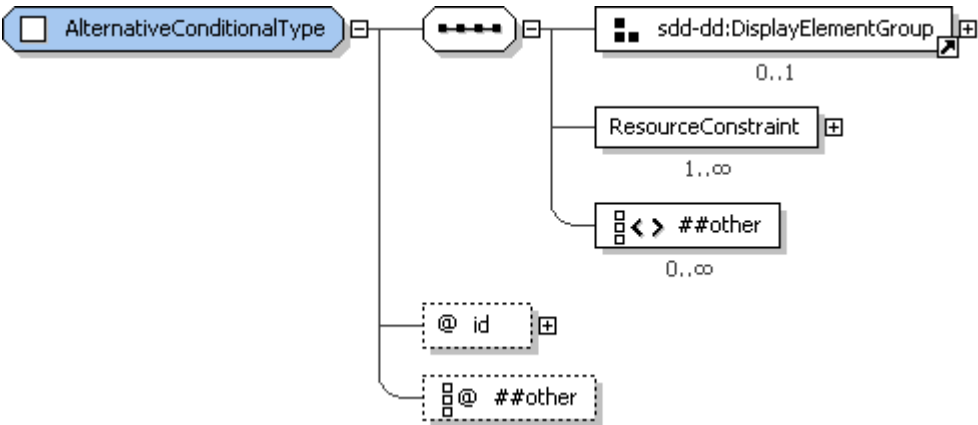 AlternativeConditionalType
sdd-dd:DisplayElementGroup
0..1
ResourceConstraint
1..∞
##other
0..∞
@ id
@ ##other